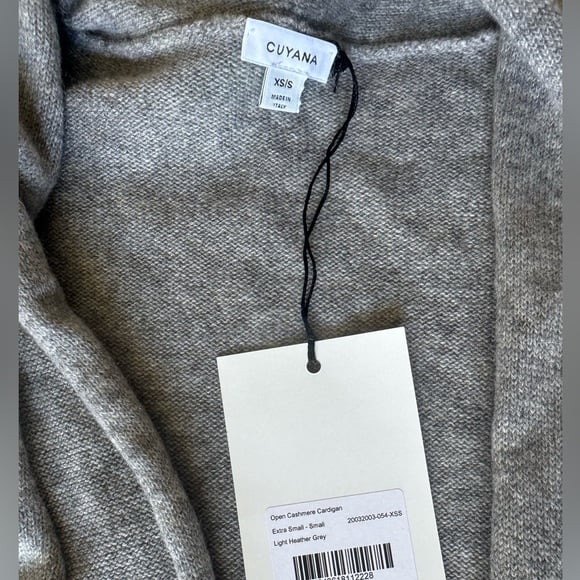 CUYANA
XS/S
MADE IN
ITALY
Open Cashmere Cardigan
Extra Small - Small 20032003-054-XSS
Light Heather Grey